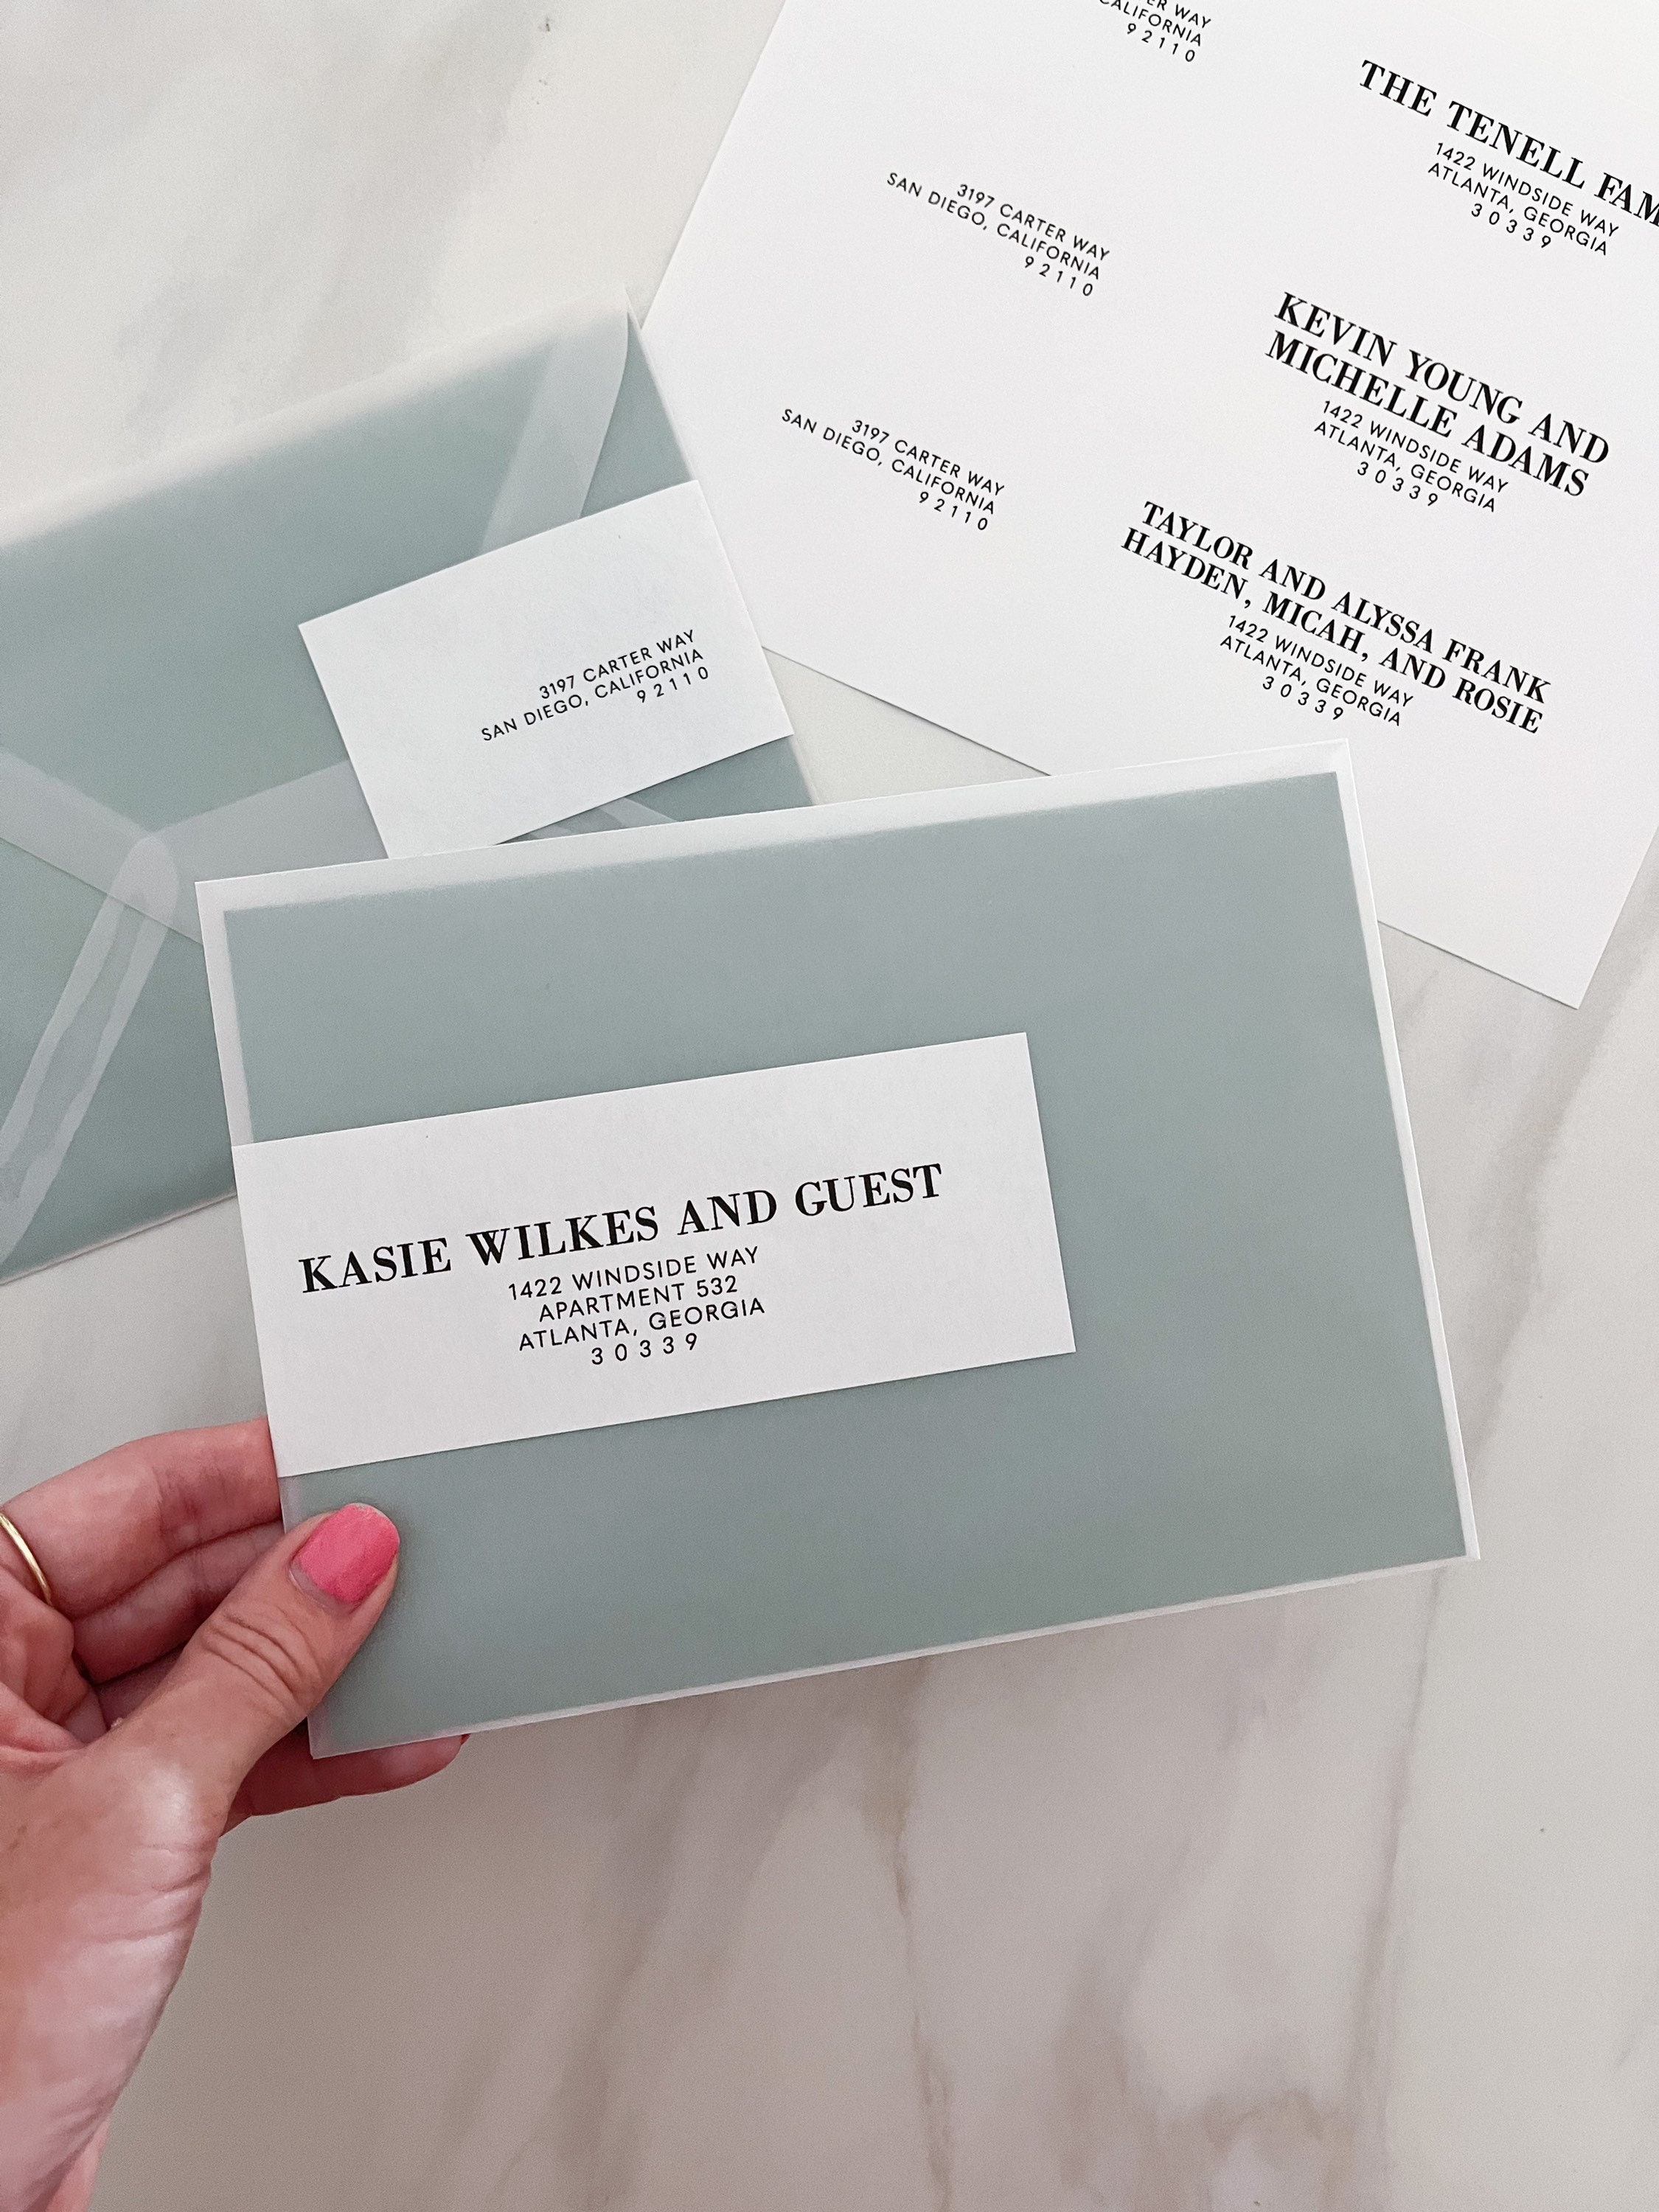 CALIFORNIA
92110
THE TENELL
1422 WINDSIDE WAY
ATLANTA, GEORGIA
30339
3197 CARTER WAY
SAN DIEGO, CALIFORNIA
92110
KEVIN YOUNG AND
MICHELLE ADAMS
1422 WINDSIDE WAY
ATLANTA, GEORGIA
30339
3197 CARTER WAY
SAN DIEGO, CALIFORNIA
92110
TAYLOR AND ALYSSA FRANK
HAYDEN, MICAH, AND ROSIE
1422 WINDSIDE WAY
ATLANTA, GEORGIA
30339
3197 CARTER WAY
SAN DIEGO, CALIFORNIA
92110
KASIE WILKES AND GUEST
1422 WINDSIDE WAY
APARTMENT 532
ATLANTA, GEORGIA
30339